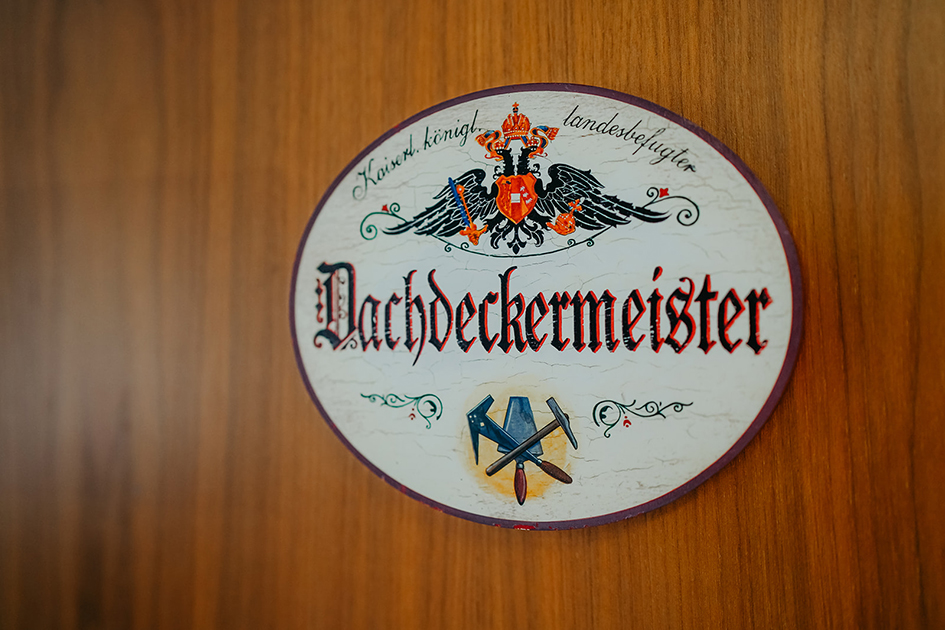 Kaiserl. königl. landesbefugter
Dachdeckermeister